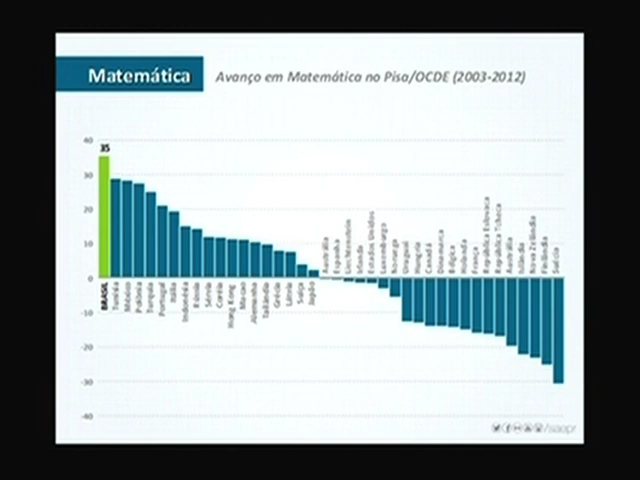 Matemática
Avanço em Matemática no Pisa/OCDE (2003-2012)
40
35
30
20
10
0
-10
-20
-30
-40
BRASIL
Tunísia
México
Polônia
Turquia
Portugal
Itália
Indonésia
Rússia
Sérvia
Coréia
Hong Kong
Macao
Alemanha
Tailândia
Grécia
Látvia
Suíça
Japão
Austrália
Espanha
Liechtenstein
Irlanda
Estados Unidos
Luxemburgo
Noruega
Uruguai
Hungria
Canadá
Dinamarca
Bélgica
Holanda
França
República Eslovaca
República Tcheca
Austrália
Islândia
Nova Zelândia
Finlândia
Suécia